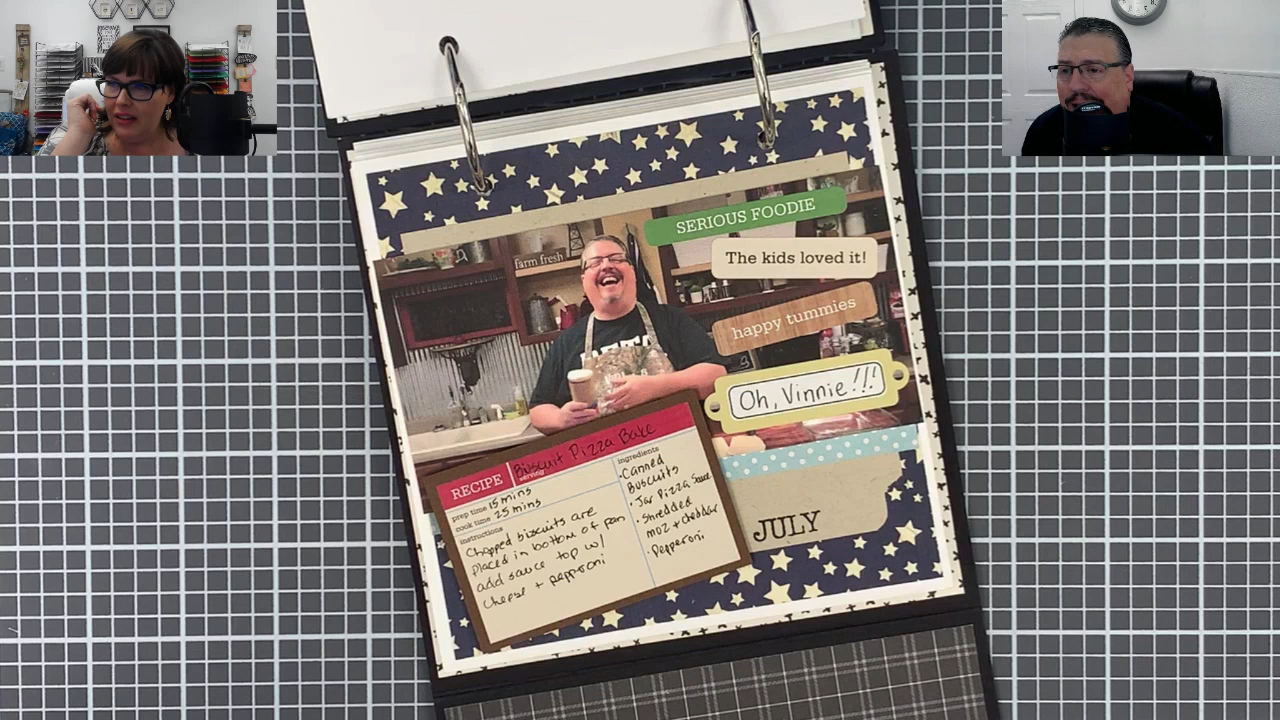 SERIOUS FOODIE
farm fresh
The kids loved it!
happy tummies
Oh, Vinnie!!!
RECIPE
Biscuit Pizza Bake
serving
prep time 15 mins
cook time 25 mins
instructions
Chopped biscuits are
placed in bottom of pan
add sauce top w/
cheese + pepperoni
ingredients
• Canned
Biscuits
• Jar Pizza Sauce
• Shredded
moz + cheddar
• Pepperoni
JULY